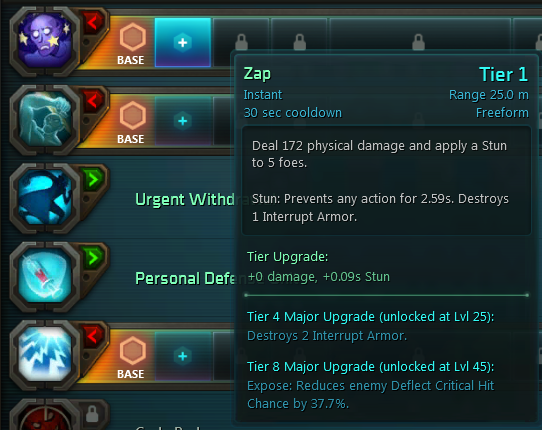 BASE
Zap
Tier 1
Instant
Range 25.0 m
30 sec cooldown
Freeform
BASE
Deal 172 physical damage and apply a Stun
to 5 foes.
Urgent Withd
Stun: Prevents any action for 2.59s. Destroys
1 Interrupt Armor.
Tier Upgrade:
+0 damage, +0.09s Stun
Personal Defense
Tier 4 Major Upgrade (unlocked at Lvl 25):
Destroys 2 Interrupt Armor.
BASE
Tier 8 Major Upgrade (unlocked at Lvl 45):
Expose: Reduces enemy Deflect Critical Hit
Chance by 37.7%.